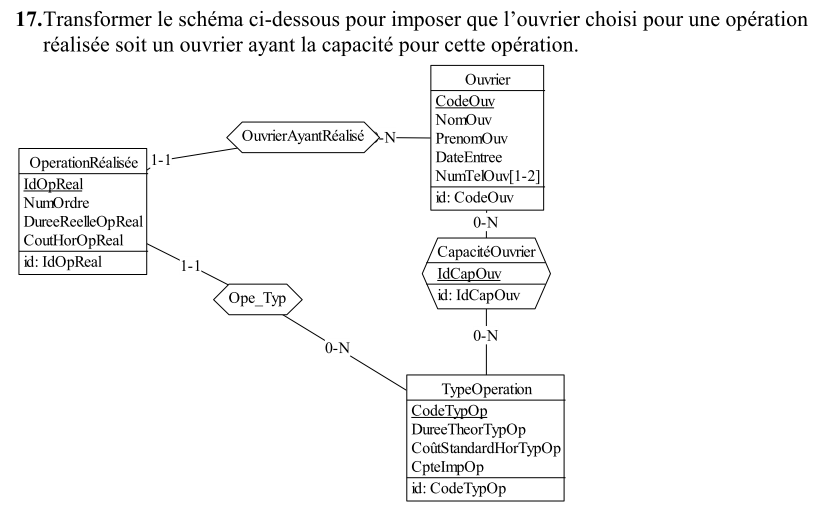 17.Transformer le schéma ci-dessous pour imposer que l’ouvrier choisi pour une opération
réalisée soit un ouvrier ayant la capacité pour cette opération.
Ouvrier
CodeOuv
NomOuv
PrenomOuv
DateEntree
NumTelOuv[1-2]
id: CodeOuv
OuvrierAyantRéalisé
-N
1-1
OperationRéalisée
IdOpReal
NumOrdre
DureeReelleOpReal
CoutHorOpReal
id: IdOpReal
0-N
CapacitéOuvrier
IdCapOuv
id: IdCapOuv
1-1
Ope_Typ
0-N
0-N
TypeOperation
CodeTypOp
DureeTheorTypOp
CoûtStandardHorTypOp
CpteImpOp
id: CodeTypOp